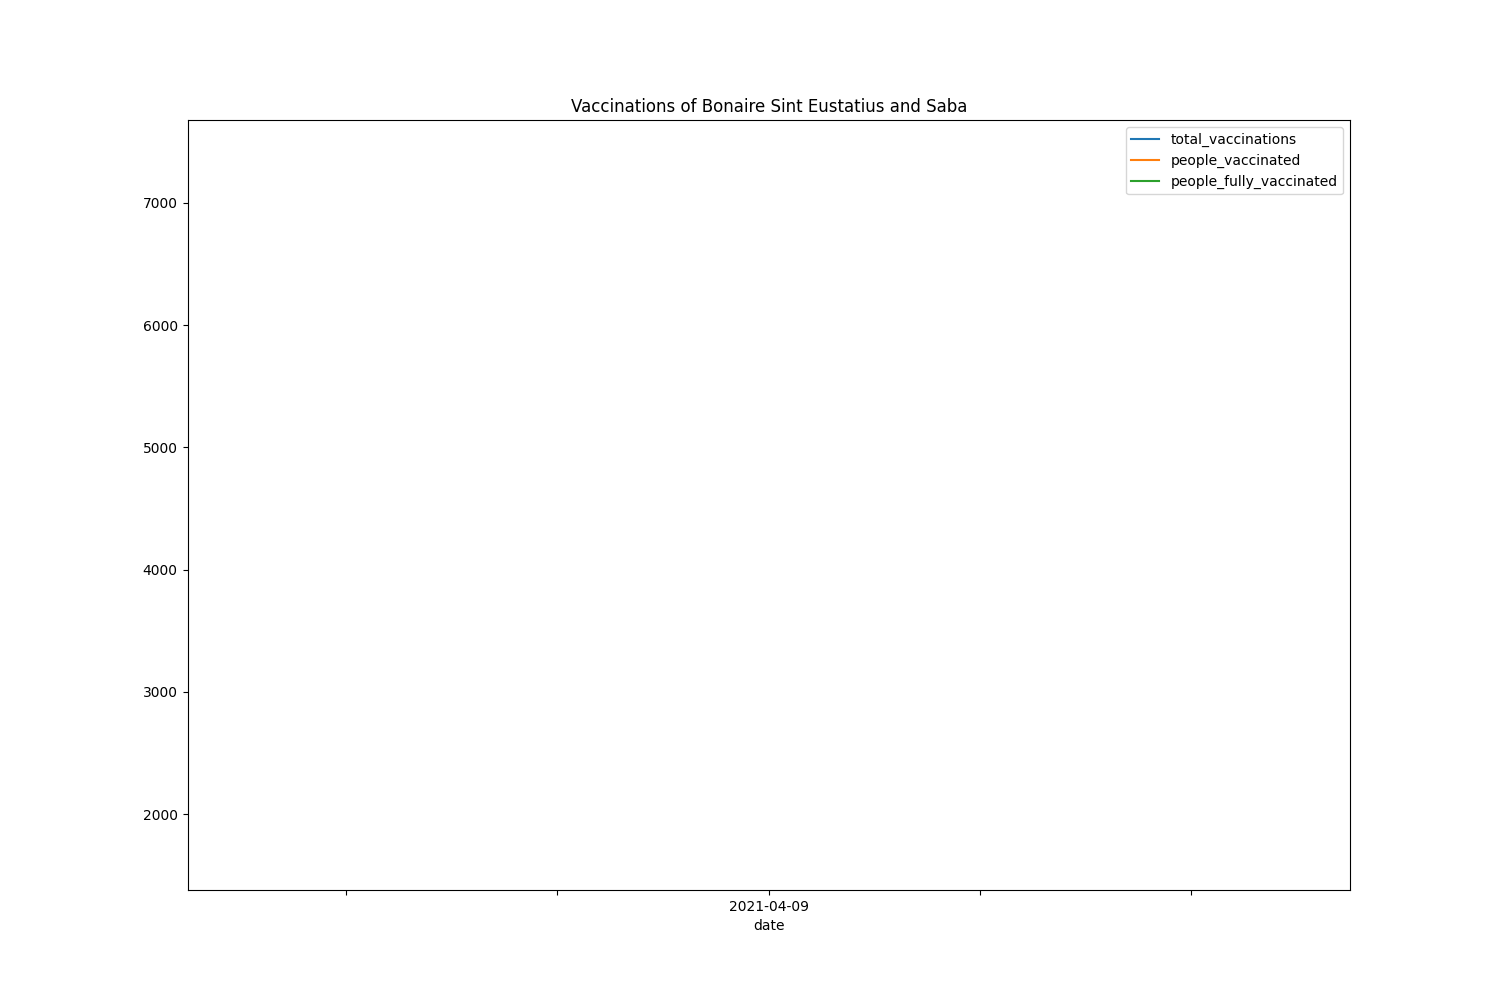 Vaccinations of Bonaire Sint Eustatius and Saba
total_vaccinations
people_vaccinated
people_fully_vaccinated
7000
6000
5000
4000
3000
2000
2021-04-09
date